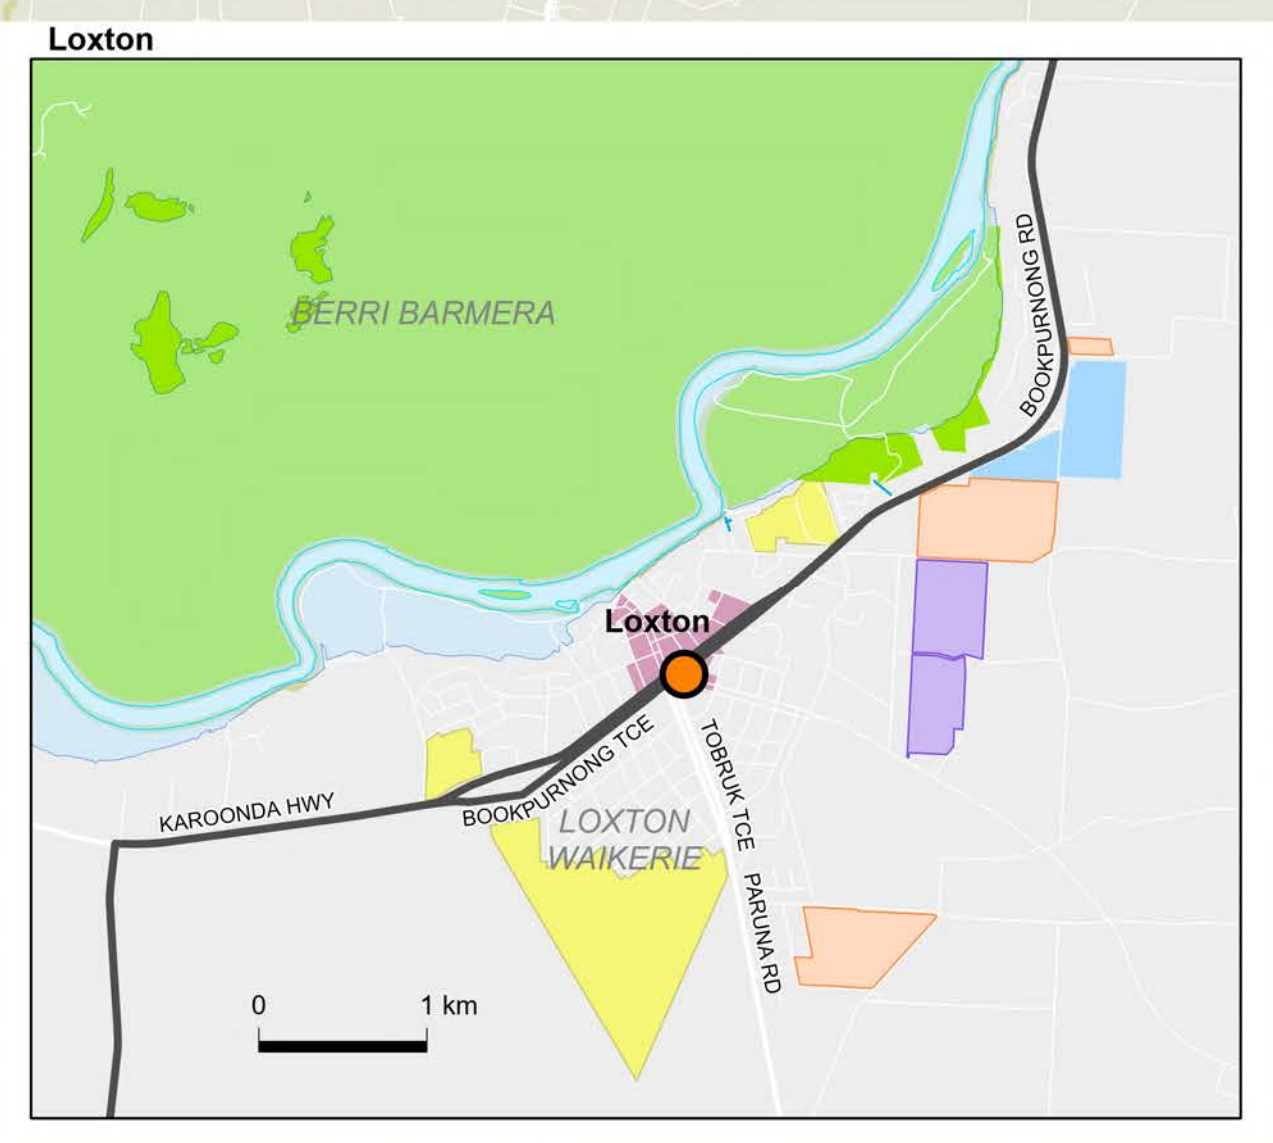 Loxton
BOOKPURNONG RD
BERRI BARMERA
Loxton
BOOKPURNONG TCE
TOBRUK TCE
KAROONDA HWY
LOXTON
WAIKERIE
PARUNA RD
0 1 km